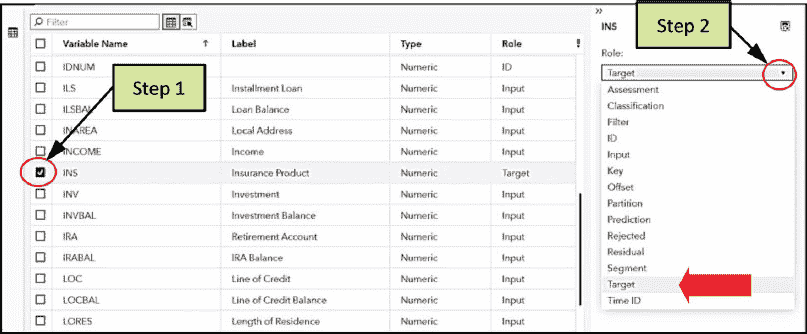 Filter
Variable Name ↑ Label Type Role
IDNUM Numeric ID
ILS Installment Loan Numeric Input
ILSBAL Loan Balance Numeric Input
INAREA Local Address Numeric Input
INCOME Income Numeric Input
INS Insurance Product Numeric Target
INV Investment Numeric Input
INVBAL Investment Balance Numeric Input
IRA Retirement Account Numeric Input
IRABAL IRA Balance Numeric Input
LOC Line of Credit Numeric Input
LOCBAL Line of Credit Balance Numeric Input
LORES Length of Residence Numeric Input
Step 1
»
INS
Step 2
Role:
Target
Assessment
Classification
Filter
ID
Input
Key
Offset
Partition
Prediction
Rejected
Residual
Segment
Target
Time ID